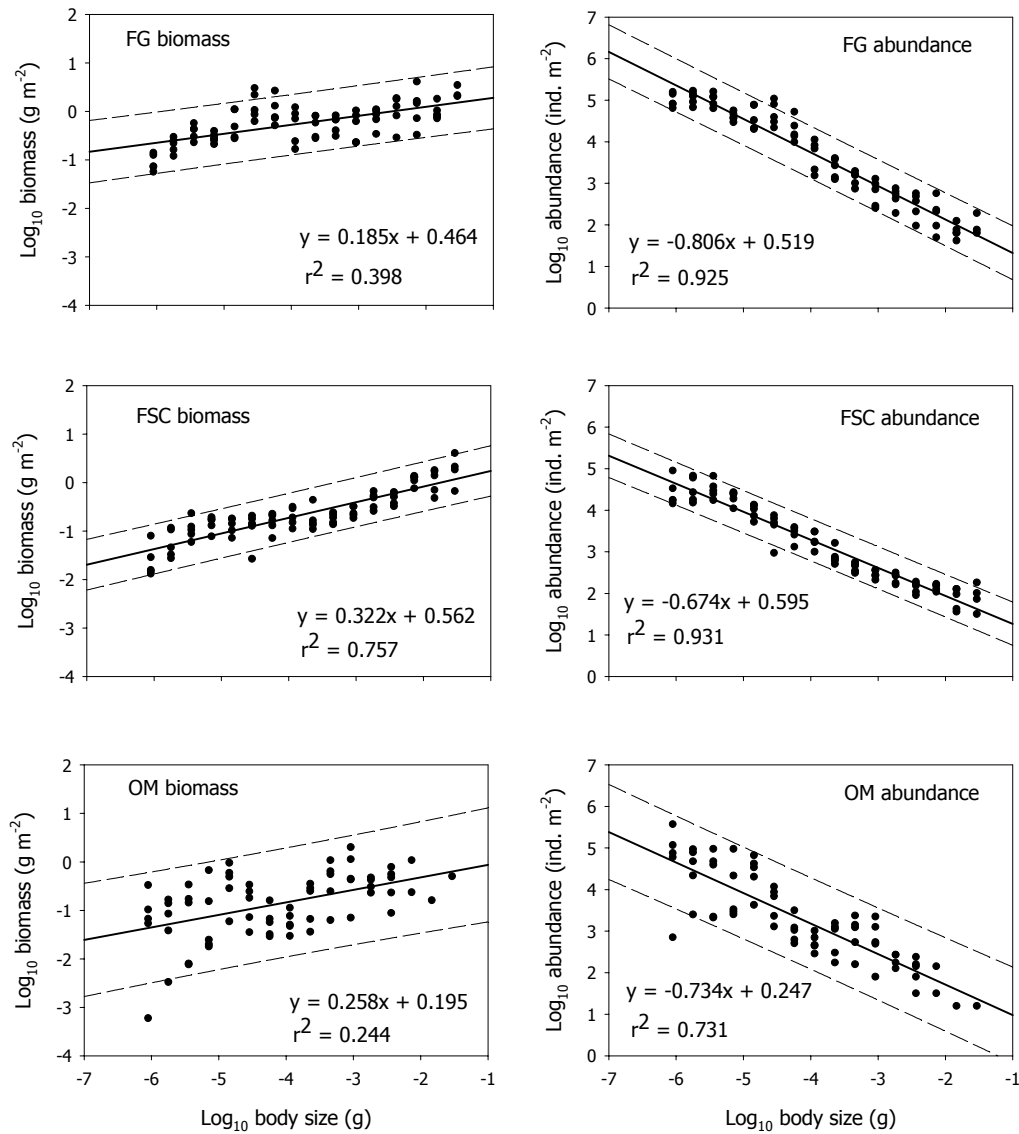 FG biomass
Log10 biomass (g m-2)
2
1
0
-1
-1
-2
-3
-4
y = 0.185x + 0.464
r2 = 0.398
FG abundance
Log10 abundance (ind. m-2)
7
6
5
4
3
2
1
0
y = -0.806x + 0.519
r2 = 0.925
FSC biomass
Log10 biomass (g m-2)
2
1
0
-1
-2
-3
-4
y = 0.322x + 0.562
r2 = 0.757
FSC abundance
Log10 abundance (ind. m-2)
7
6
5
4
3
2
1
0
y = -0.674x + 0.595
r2 = 0.931
OM biomass
Log10 biomass (g m-2)
2
1
0
-1
-2
-3
-4
y = 0.258x + 0.195
r2 = 0.244
-7 -6 -5 -4 -3 -2 -1
Log10 body size (g)
OM abundance
Log10 abundance (ind. m-2)
7
6
5
4
3
2
1
0
y = -0.734x + 0.247
r2 = 0.731
-7 -6 -5 -4 -3 -2 -1
Log10 body size (g)